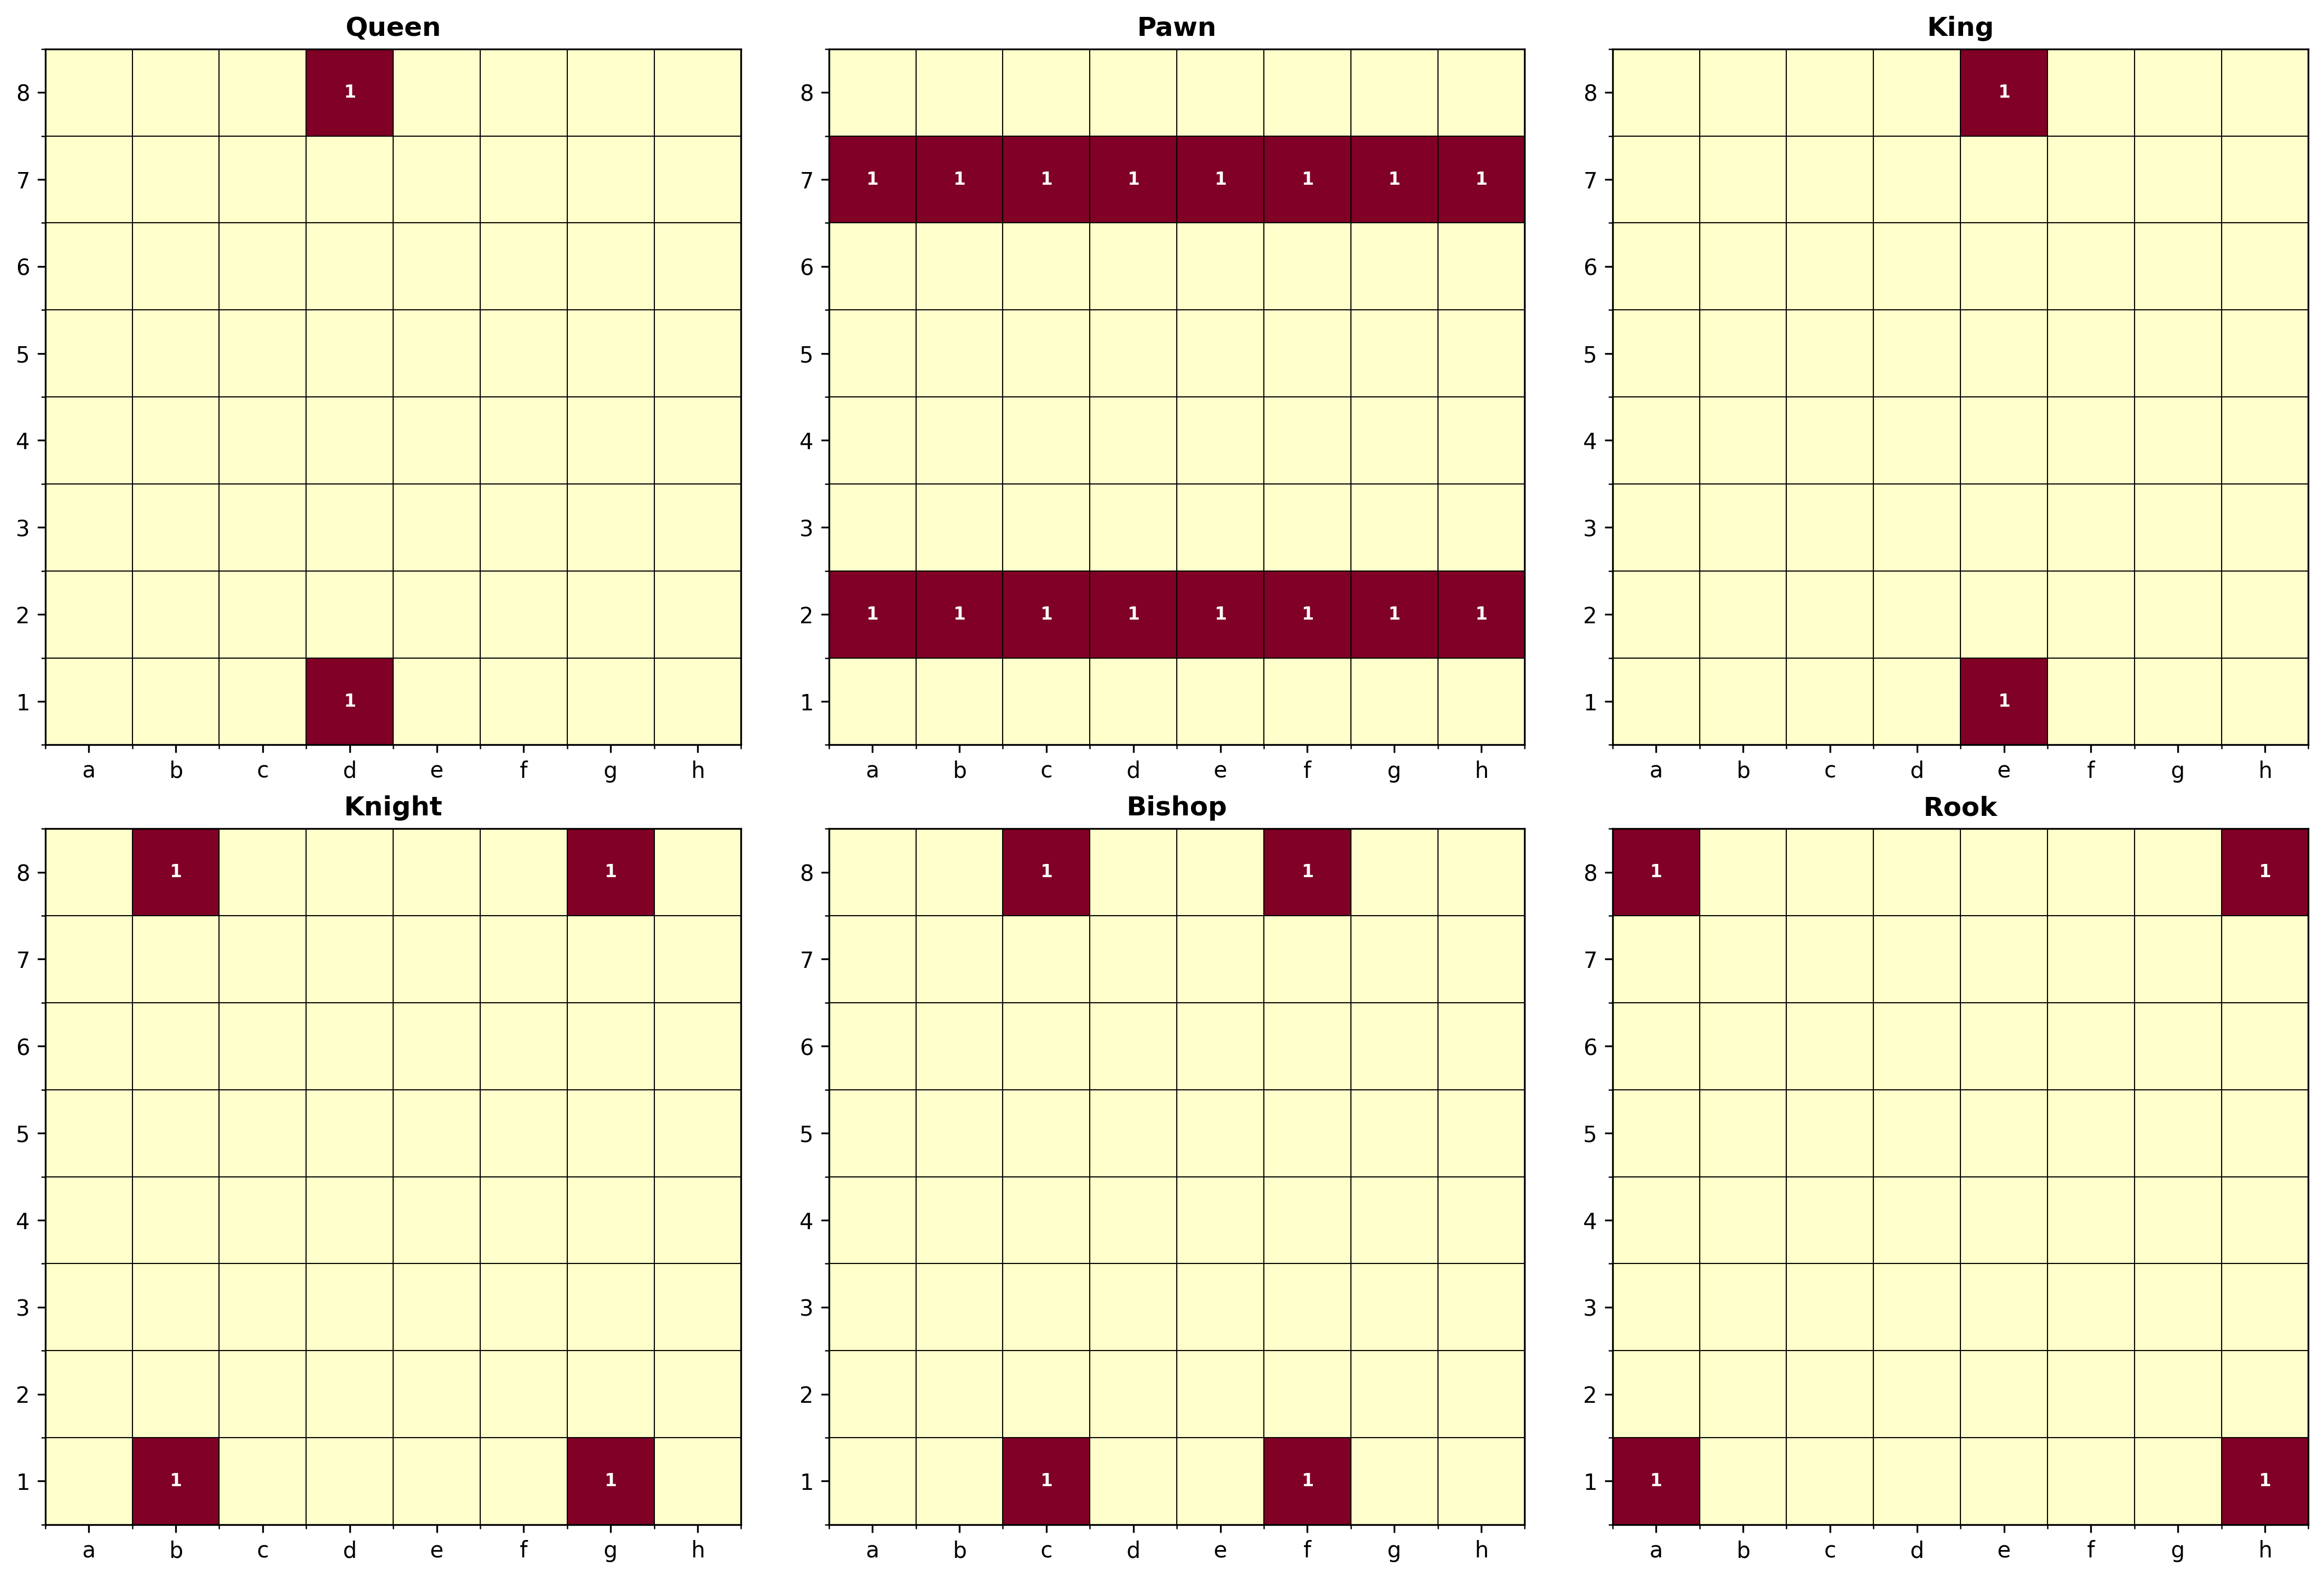 Queen Pawn King
8 1 8 8 1
7 7 1 1 1 1 1 1 1 1 7
6 6 6
5 5 5
4 4 4
3 3 3
2 2 1 1 1 1 1 1 1 1 2
1 1 1 1 1
a b c d e f g h a b c d e f g h a b c d e f g h
Knight Bishop Rook
8 1 1 8 1 1 8 1 1
7 7 7
6 6 6
5 5 5
4 4 4
3 3 3
2 2 2
1 1 1 1 1 1 1 1 1
a b c d e f g h a b c d e f g h a b c d e f g h